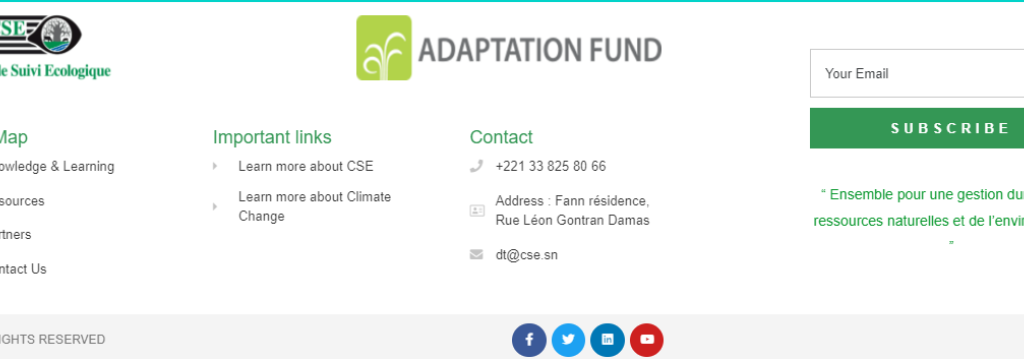 CSE
de Suivi Ecologique
ADAPTATION FUND
Your Email
SUBSCRIBE
Map
owledge & Learning
sources
rtners
ntact Us
Important links
Learn more about CSE
Learn more about Climate
Change
Contact
+221 33 825 80 66
Address : Fann résidence,
Rue Léon Gontran Damas
dt@cse.sn
“ Ensemble pour une gestion du
ressources naturelles et de l’envi
”
IGHTS RESERVED